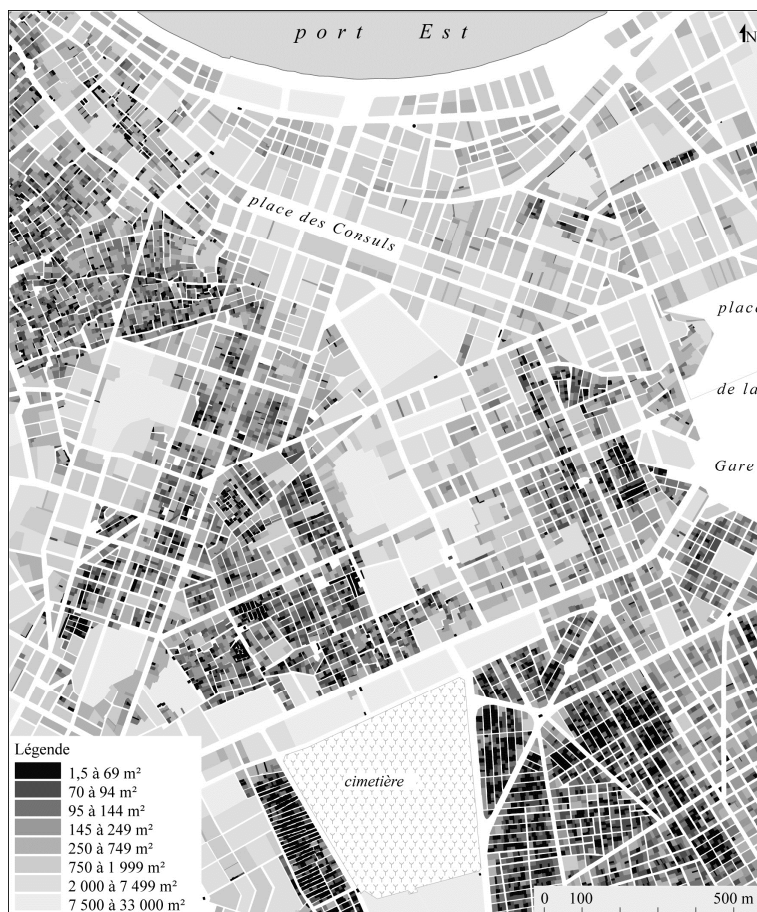 port Est
N
place des Consuls
place
de la
Gare
cimetière
Légende
1,5 à 69 m²
70 à 94 m²
95 à 144 m²
145 à 249 m²
250 à 749 m²
750 à 1 999 m²
2 000 à 7 499 m²
7 500 à 33 000 m²
0 100 500 m